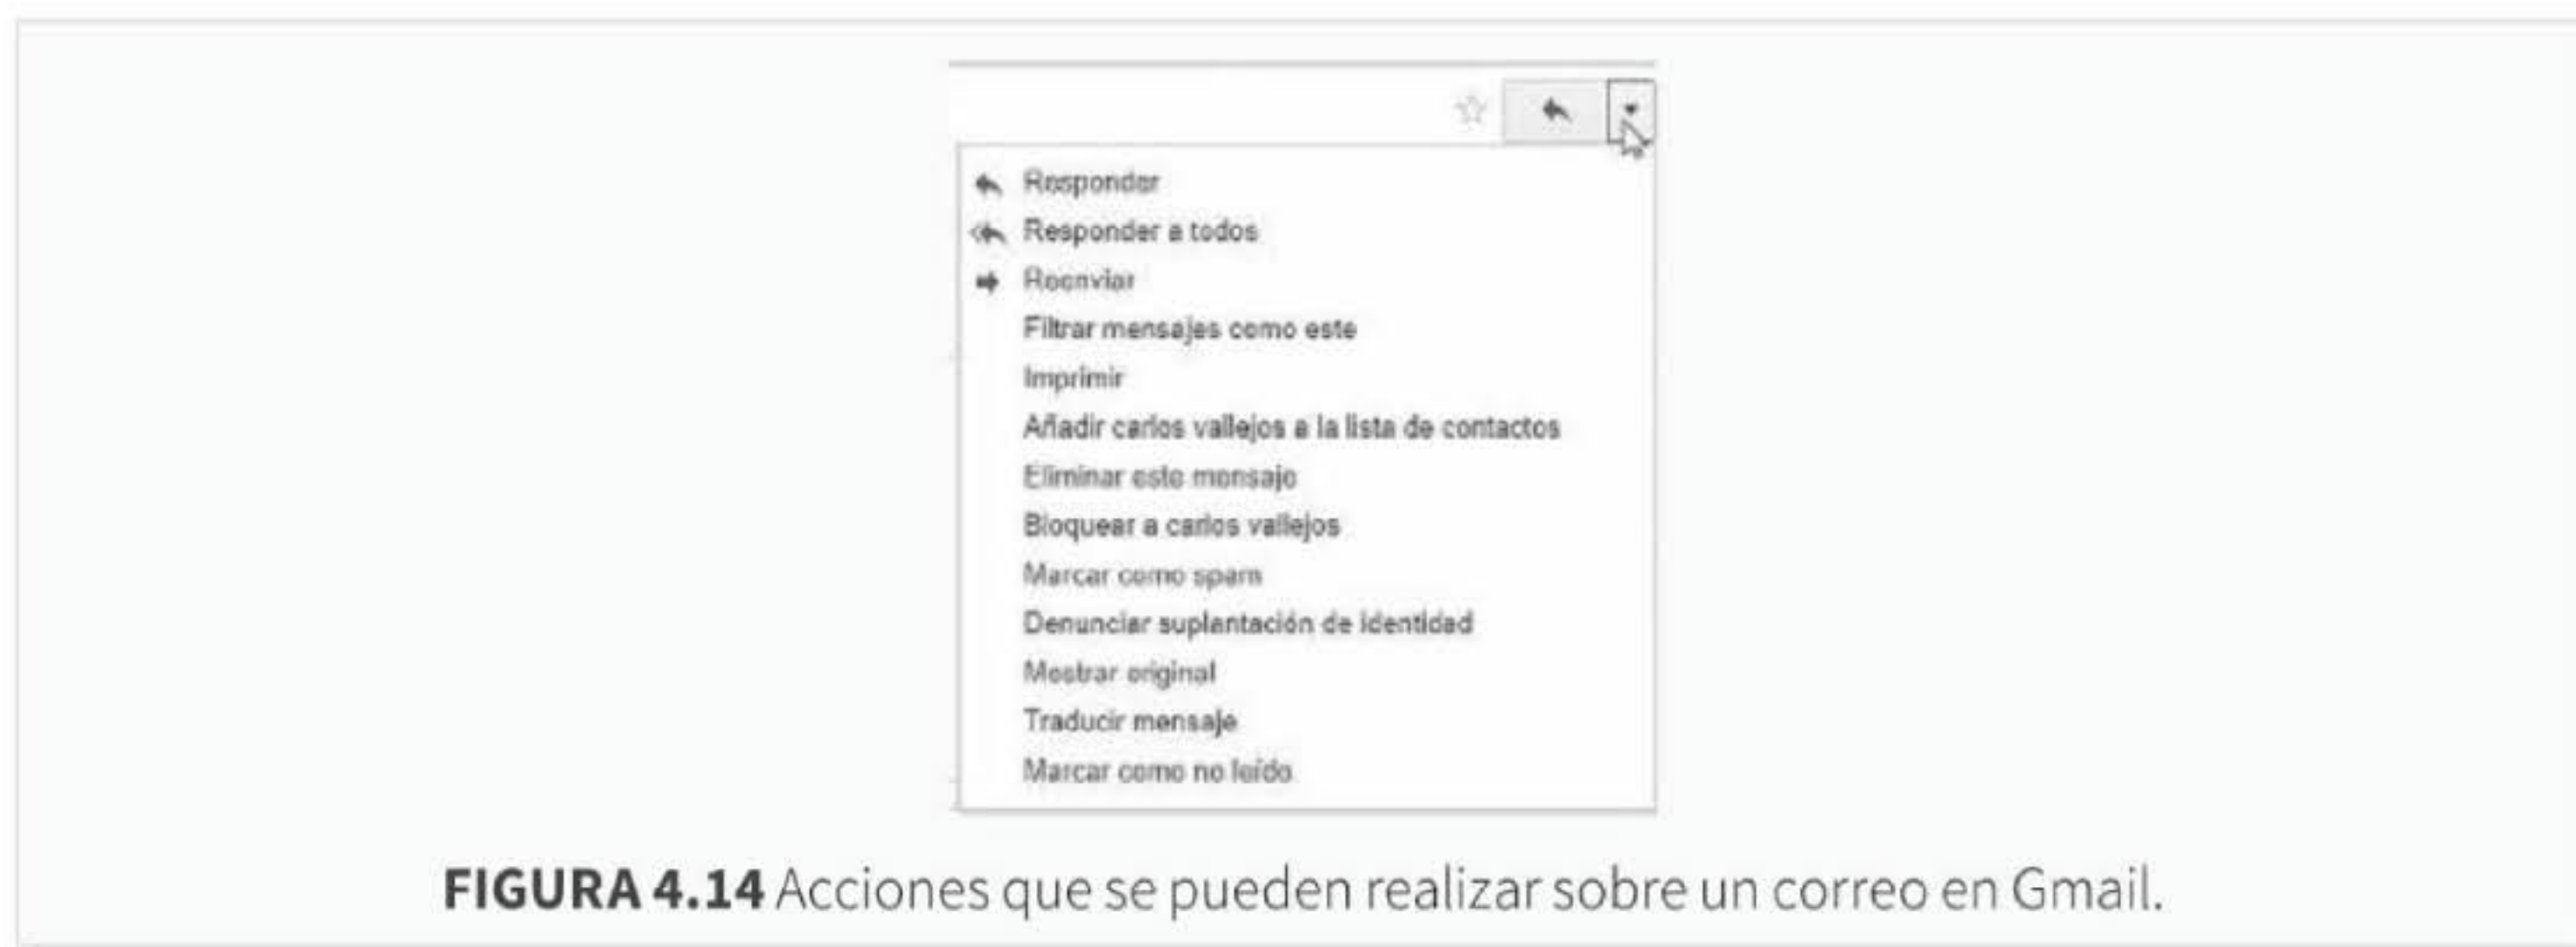 Responder
Responder a todos
Reenviar
Filtrar mensajes como este
Imprimir
Añadir carlos vallejos a la lista de contactos
Eliminar este mensaje
Bloquear a carlos vallejos
Marcar como spam
Denunciar suplantación de identidad
Mostrar original
Traducir mensaje
Marcar como no leído
FIGURA 4.14 Acciones que se pueden realizar sobre un correo en Gmail.